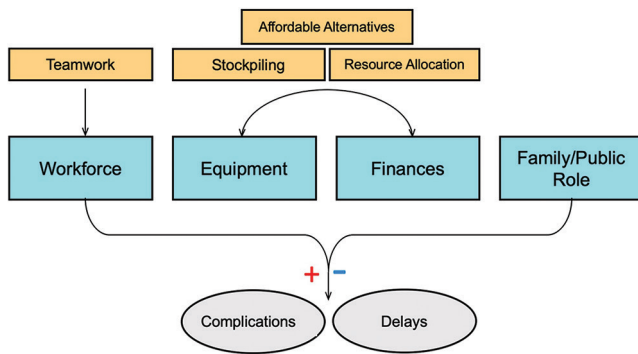 Affordable Alternatives
Teamwork
Stockpiling
Resource Allocation
Workforce
Equipment
Finances
Family/Public
Role
+ −
Complications
Delays